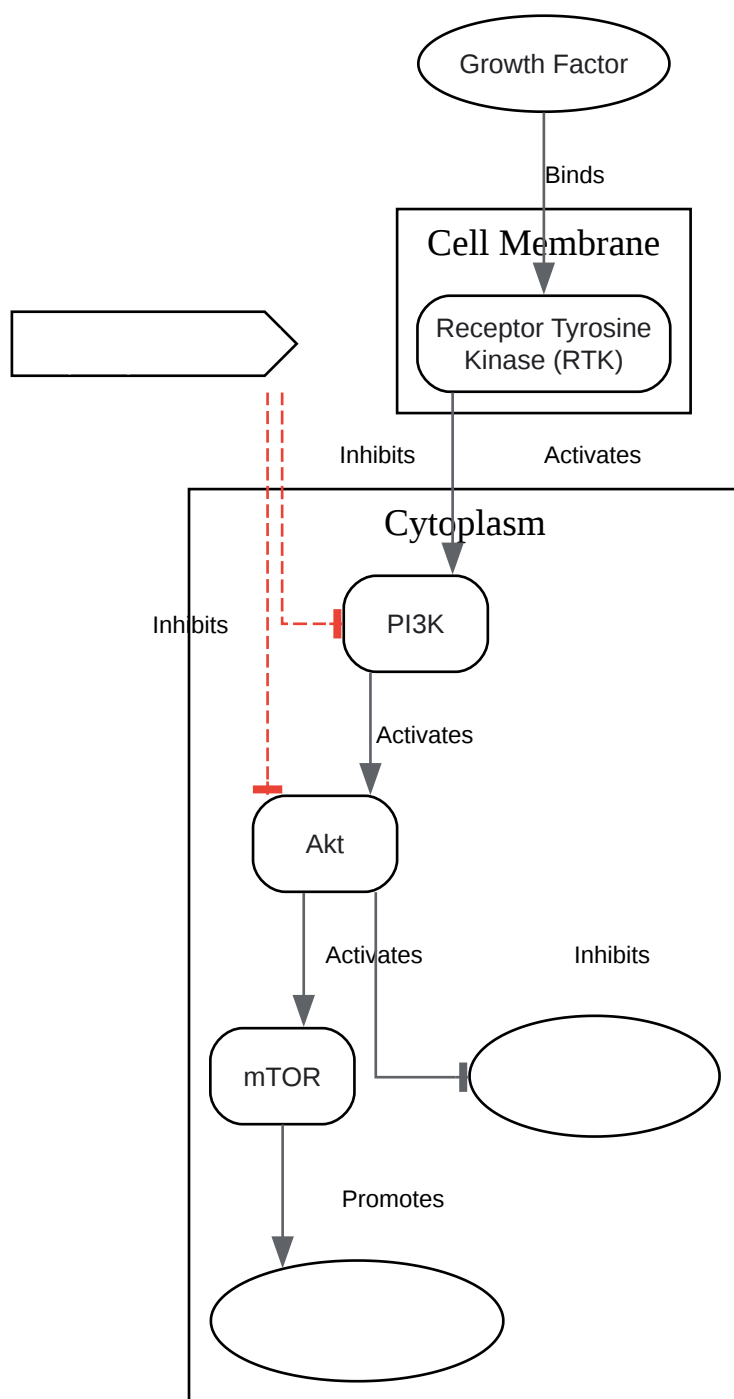 Growth Factor
Binds
Cell Membrane
Receptor Tyrosine
Kinase (RTK)
Inhibits
Activates
Cytoplasm
Inhibits
PI3K
Activates
Akt
Activates
Inhibits
mTOR
Promotes